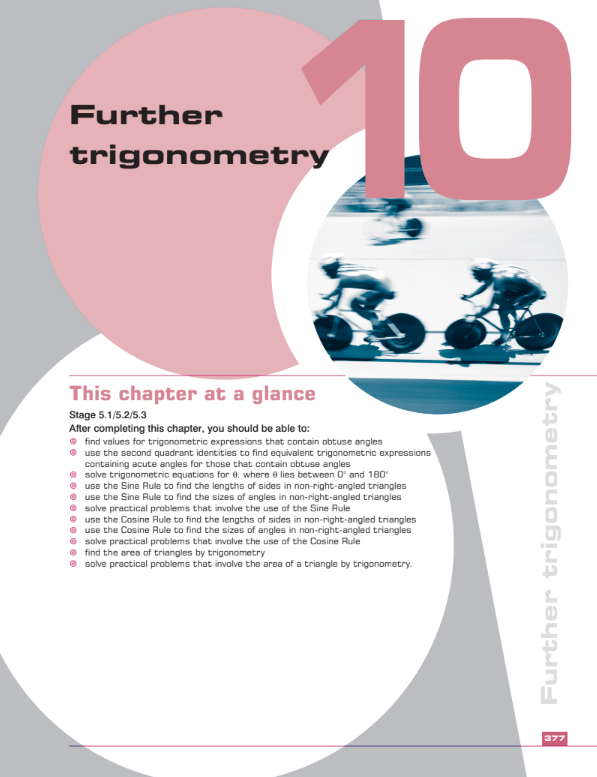 10
Further
trigonometry
This chapter at a glance
Stage 5.1/5.2/5.3
After completing this chapter, you should be able to:
find values for trigonometric expressions that contain obtuse angles
use the second quadrant identities to find equivalent trigonometric expressions
containing acute angles for those that contain obtuse angles
solve trigonometric equations for θ, where θ lies between 0° and 180°
use the Sine Rule to find the lengths of sides in non-right-angled triangles
use the Sine Rule to find the sizes of angles in non-right-angled triangles
solve practical problems that involve the use of the Sine Rule
use the Cosine Rule to find the lengths of sides in non-right-angled triangles
use the Cosine Rule to find the sizes of angles in non-right-angled triangles
solve practical problems that involve the use of the Cosine Rule
find the area of triangles by trigonometry
solve practical problems that involve the area of a triangle by trigonometry.
Further trigonometry
377